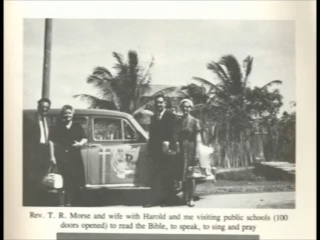 Rev. T. R. Morse and wife with Harold and me visiting public schools (100
doors opened) to read the Bible, to speak, to sing and pray